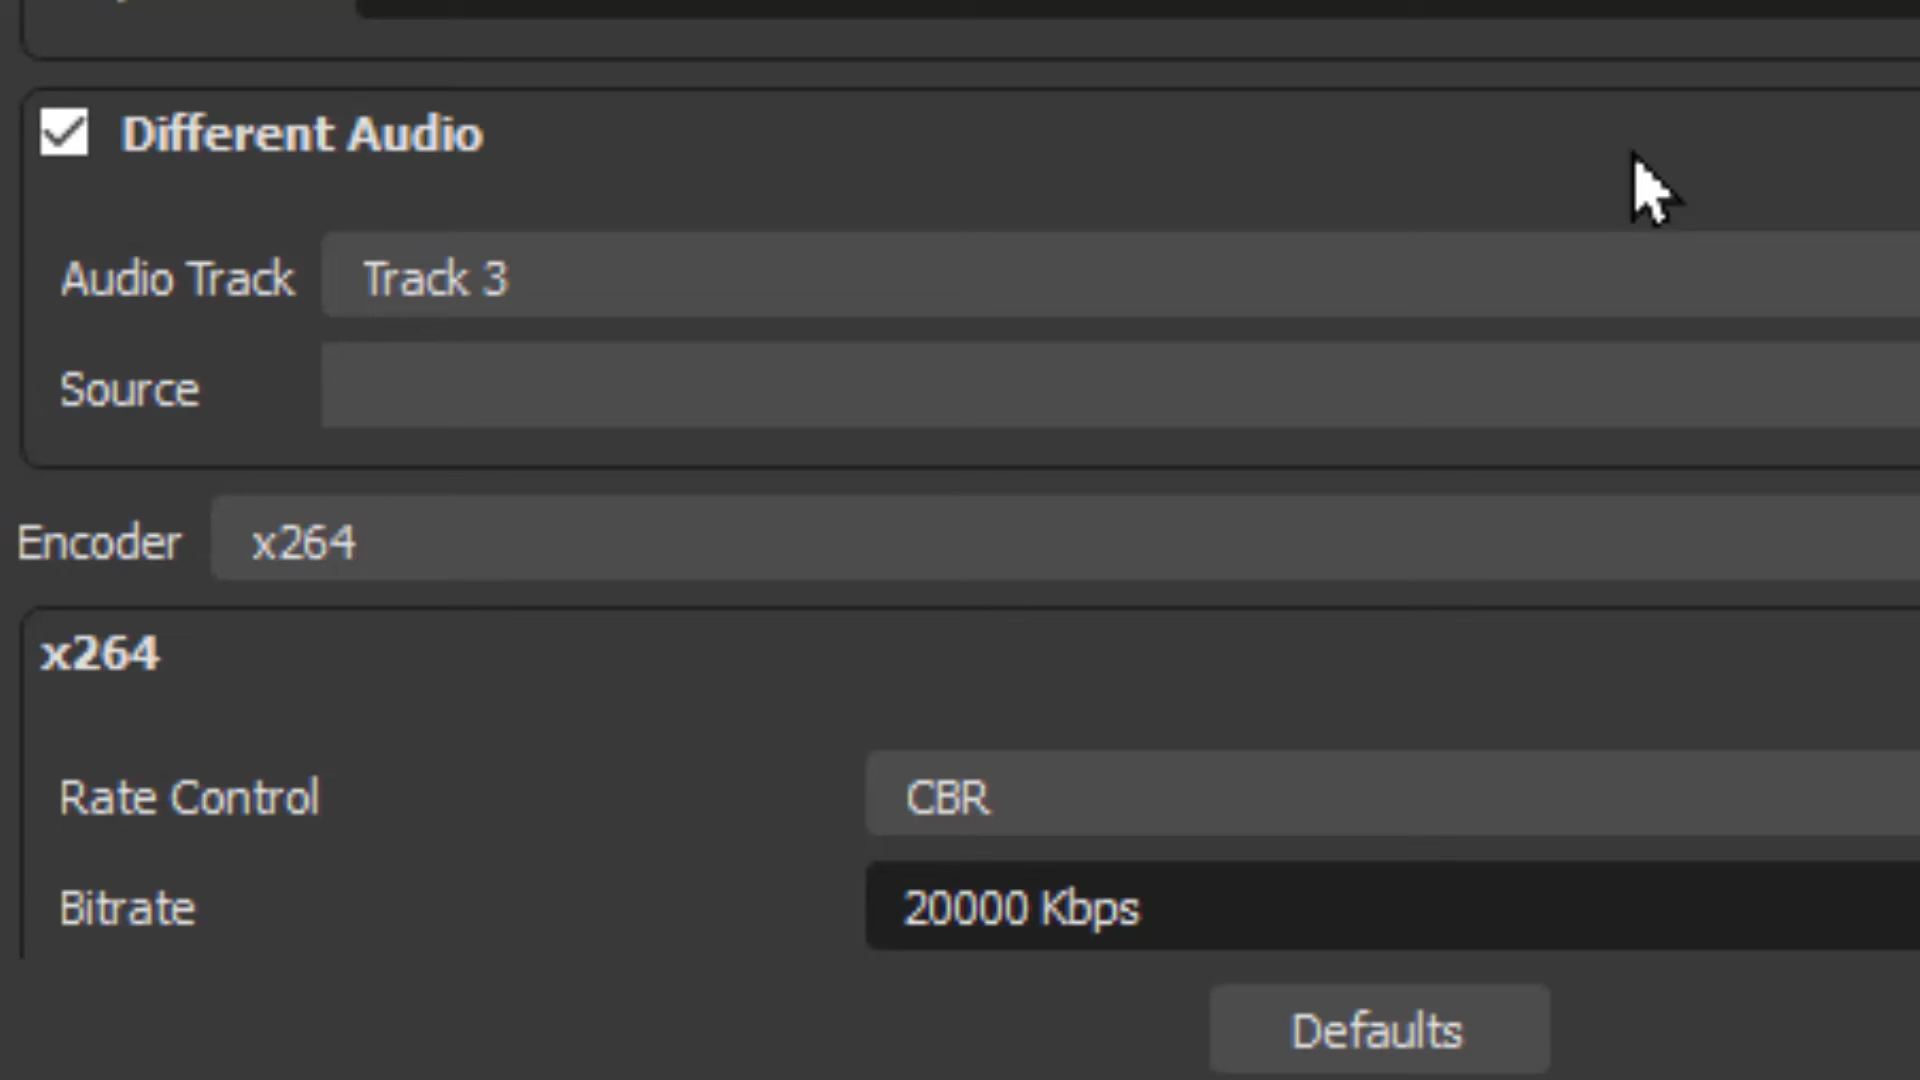 Different Audio
Audio Track Track 3
Source
Encoder x264
x264
Rate Control CBR
Bitrate 20000 Kbps
Defaults